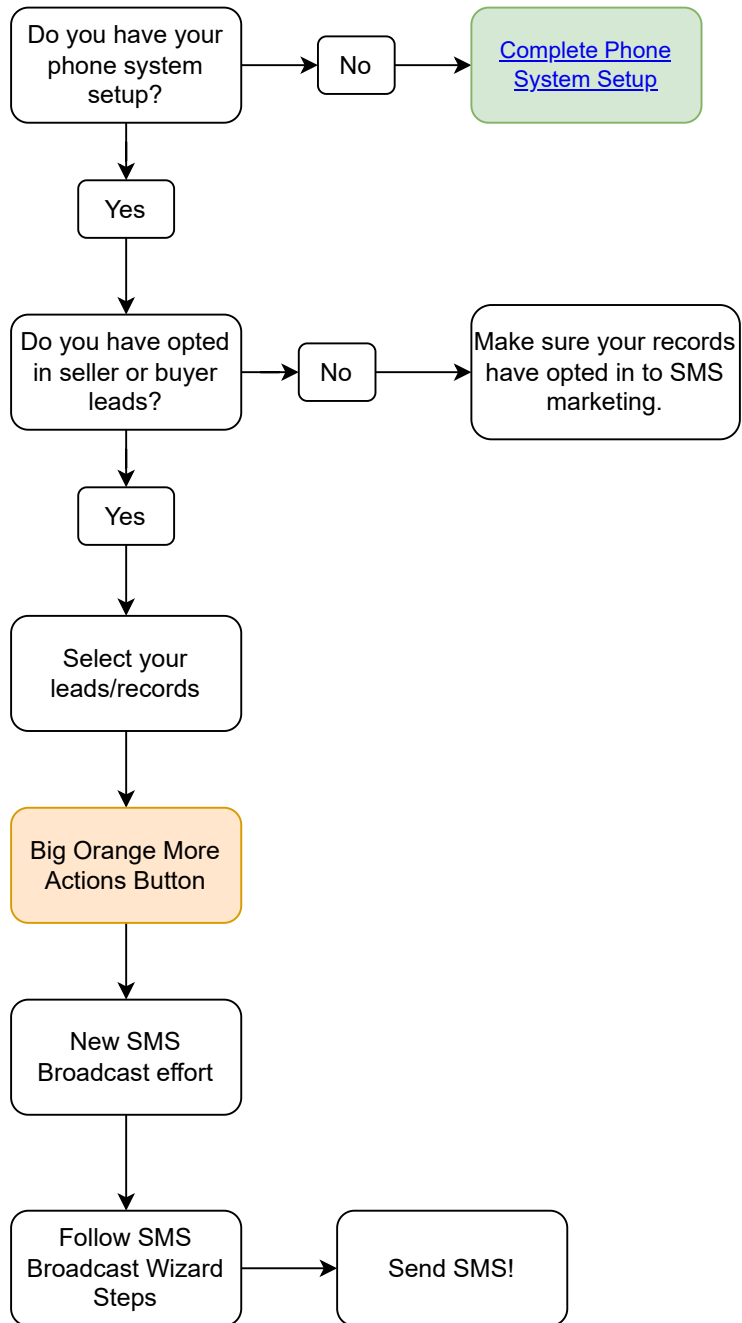 Do you have your
phone system
setup?
No
Complete Phone
System Setup
Yes
Do you have opted
in seller or buyer
leads?
No
Make sure your records
have opted in to SMS
marketing.
Yes
Select your
leads/records
Big Orange More
Actions Button
New SMS
Broadcast effort
Follow SMS
Broadcast Wizard
Steps
Send SMS!